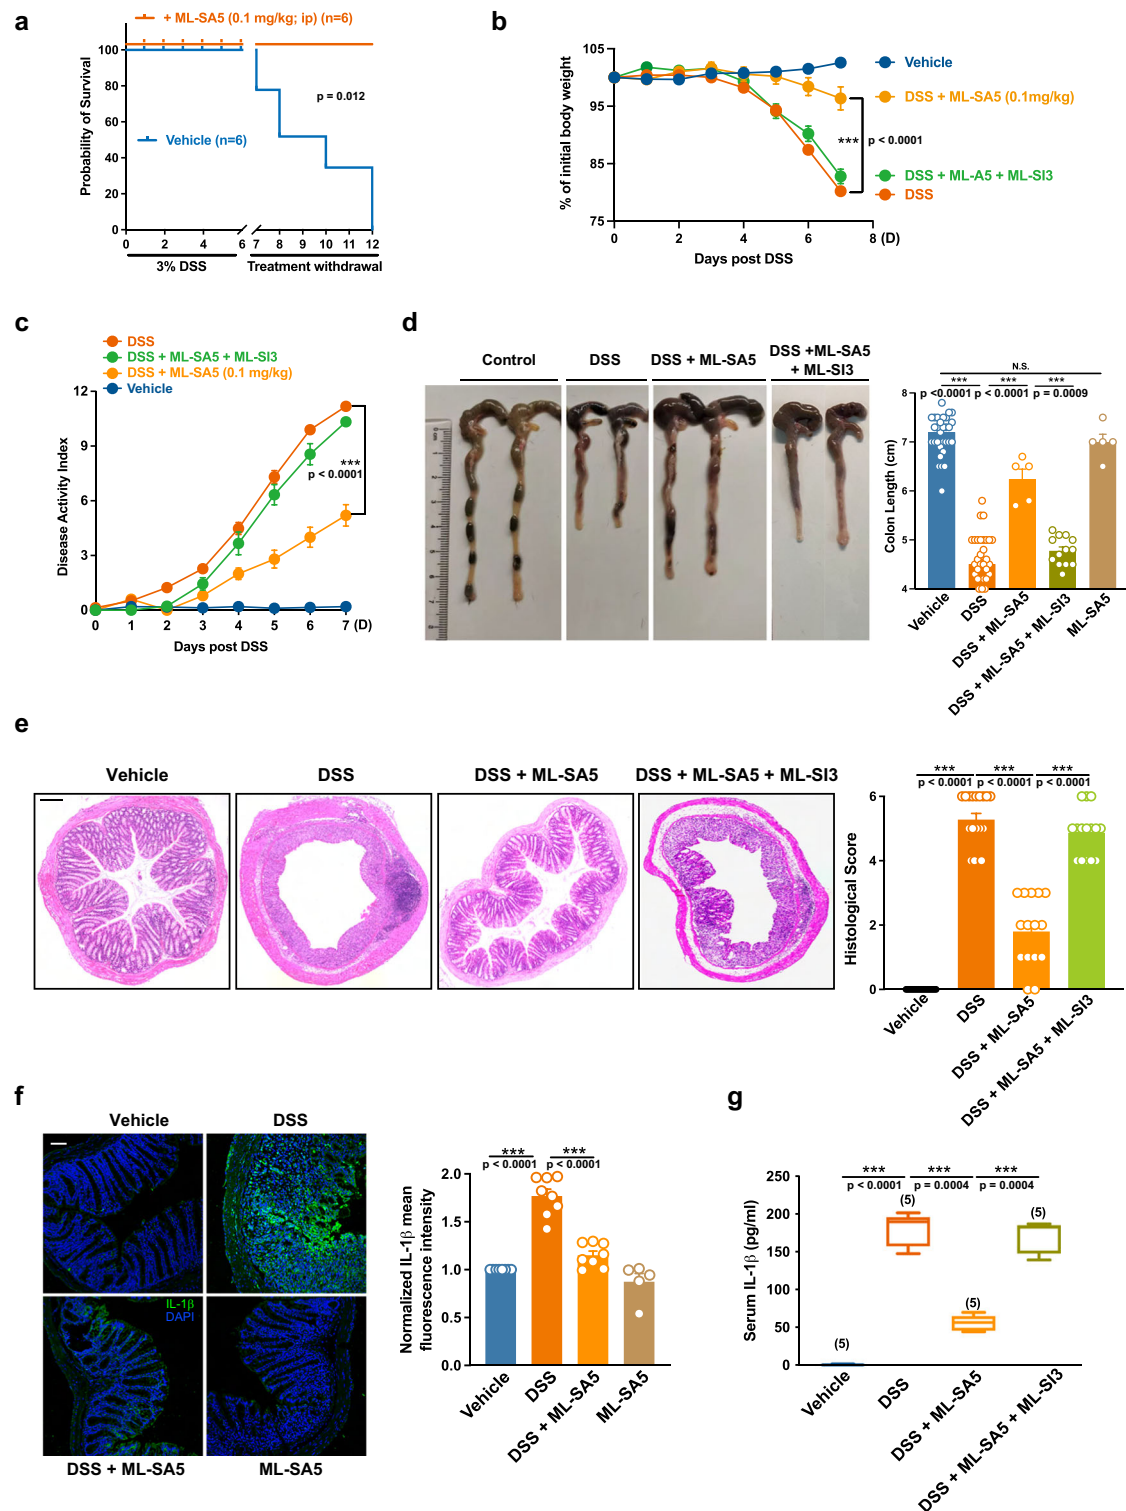 a
+ ML-SA5 (0.1 mg/kg; ip) (n=6)
Probability of Survival
100
80
60
40
20
0
p = 0.012
Vehicle (n=6)
0 2 4 6 7 8 9 10 11 12
3% DSS
Treatment withdrawal
b
% of initial body weight
105
95
85
75
0 2 4 6 8 (D)
Days post DSS
Vehicle
DSS + ML-SA5 (0.1mg/kg)
*** p < 0.0001
DSS + ML-A5 + ML-SI3
DSS
c
DSS
DSS + ML-SA5 + ML-SI3
DSS + ML-SA5 (0.1 mg/kg)
Vehicle
Disease Activity Index
12
9
6
3
0
***
p < 0.0001
0 1 2 3 4 5 6 7 (D)
Days post DSS
d
Control
DSS
DSS + ML-SA5
DSS +ML-SA5
+ ML-SI3
N.S.
*** *** ***
p <0.0001 p <0.0001 p = 0.0009
Colon Length (cm)
8
7
6
5
4
Vehicle
DSS
DSS + ML-SA5
DSS + ML-SA5 + ML-SI3
ML-SA5
e
Vehicle
DSS
DSS + ML-SA5
DSS + ML-SA5 + ML-SI3
*** *** ***
p < 0.0001 p < 0.0001 p < 0.0001
Histological Score
6
4
2
0
Vehicle
DSS
DSS + ML-SA5
DSS + ML-SA5 + ML-SI3
f
Vehicle
DSS
IL-1β
DAPI
DSS + ML-SA5
ML-SA5
*** ***
p < 0.0001 p < 0.0001
Normalized IL-1β mean
fluorescence intensity
2.0
1.5
1.0
0.5
0.0
Vehicle
DSS
DSS + ML-SA5
ML-SA5
g
*** *** ***
p < 0.0001 p = 0.0004 p = 0.0004
Serum IL-1β (pg/ml)
250
200
150
100
50
0
(5)
(5)
(5)
(5)
Vehicle
DSS
DSS + ML-SA5
DSS + ML-SA5 + ML-SI3